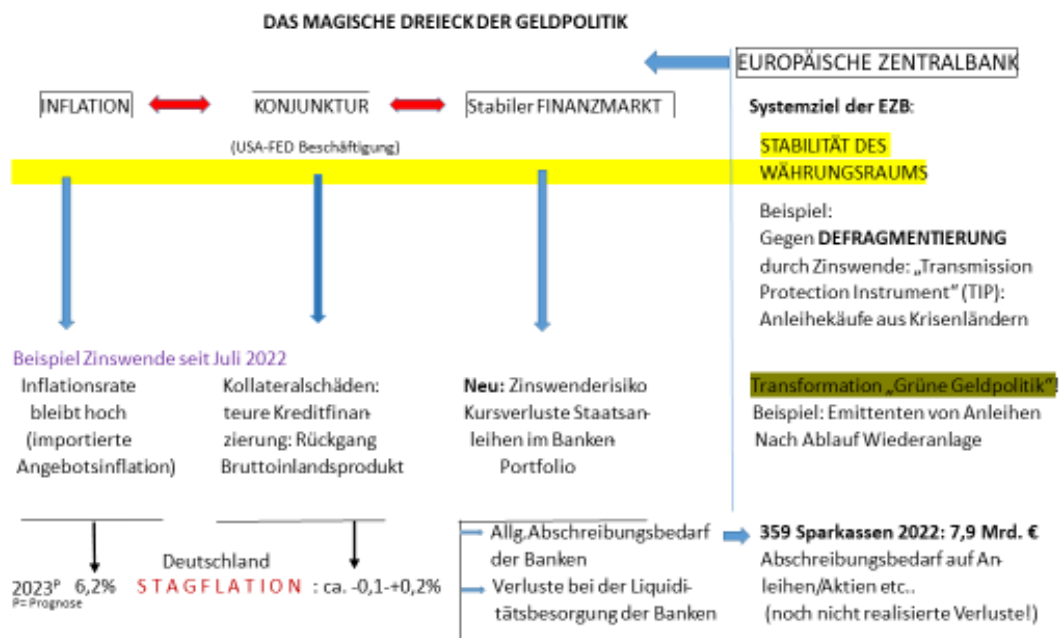 DAS MAGISCHE DREIECK DER GELDPOLITIK
EUROPÄISCHE ZENTRALBANK
INFLATION
KONJUNKTUR
Stabiler FINANZMARKT
(USA-FED Beschäftigung)
Systemziel der EZB:
STABILITÄT DES
WÄHRUNGSRAUMS
Beispiel:
Gegen DEFRAGMENTIERUNG
durch Zinswende: „Transmission
Protection Instrument" (TIP):
Anleihekäufe aus Krisenländern
Beispiel Zinswende seit Juli 2022
Inflationsrate
bleibt hoch
(importierte
Angebotsinflation)
Kollateralschäden:
teure Kreditfinan-
zierung: Rückgang
Bruttoinlandsprodukt
Neu: Zinswenderisiko
Kursverluste Staatsan-
leihen im Banken-
Portfolio
Transformation „Grüne Geldpolitik"!
Beispiel: Emittenten von Anleihen
Nach Ablauf Wiederanlage
Allg.Abschreibungsbedarf
der Banken
Verluste bei der Liquidi-
tätsbesorgung der Banken
359 Sparkassen 2022: 7,9 Mrd. €
Abschreibungsbedarf auf An-
leihen/Aktien etc..
(noch nicht realisierte Verluste!)
Deutschland
2023P 6,2% STAGFLATION : ca. -0,1-+0,2%
P= Prognose